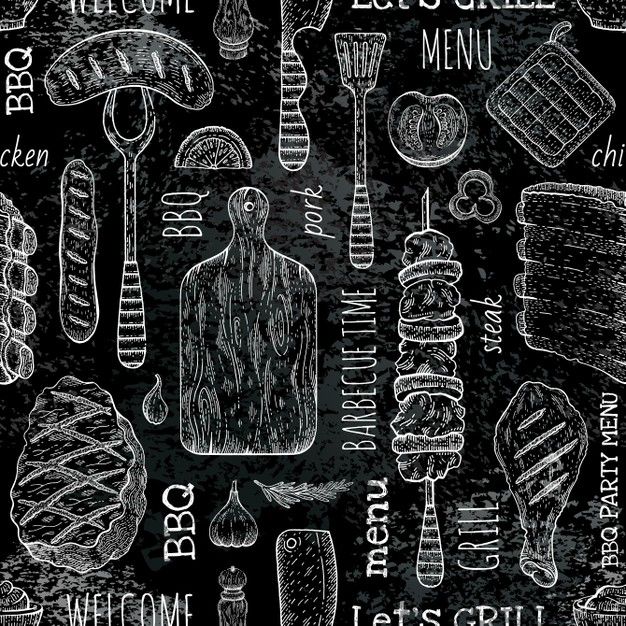 WELCOME
Let's GRILL
MENU
BBQ
cken
chi
BBQ
pork
BARBECUE TIME
steak
BBQ
menu
GRILL
BBQ PARTY MENU
WELCOME
Let's GRILL